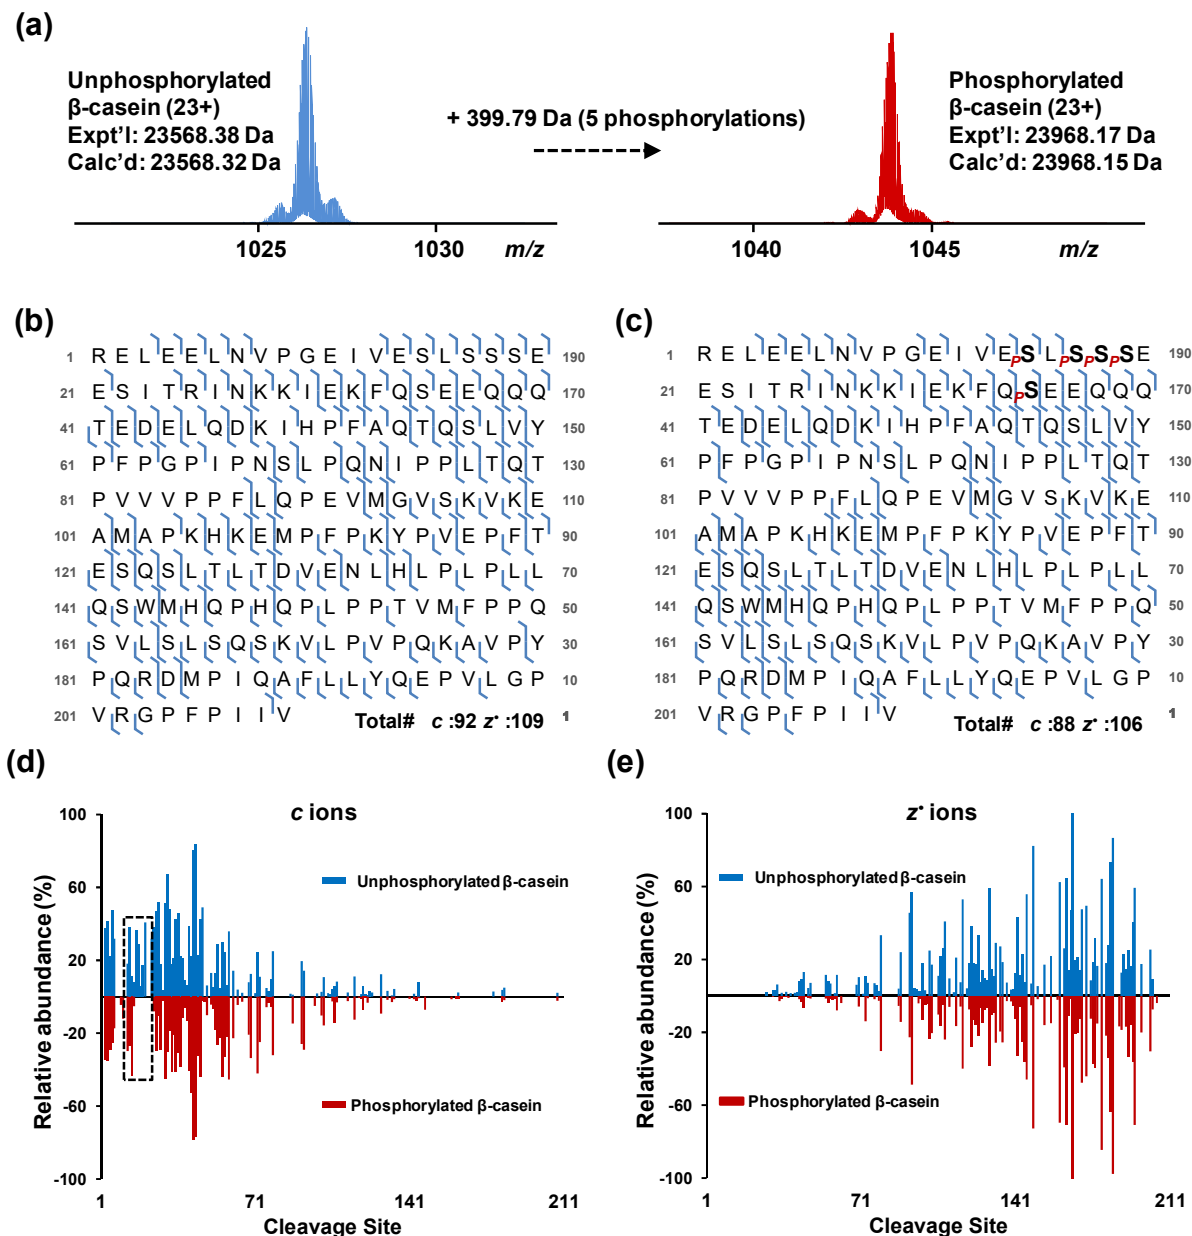 (a)
Unphosphorylated
β-casein (23+)
Expt'l: 23568.38 Da
Calc'd: 23568.32 Da
+ 399.79 Da (5 phosphorylations)
Phosphorylated
β-casein (23+)
Expt'l: 23968.17 Da
Calc'd: 23968.15 Da
1025 1030 m/z
1040 1045 m/z
(b)
1 R E L E E L N V P G E I V E S L S S S E 190
21 E S I T R I N K K I E K F Q S E E Q Q Q 170
41 T E D E L Q D K I H P F A Q T Q S L V Y 150
61 P F P G P I P N S L P Q N I P P L T Q T 130
81 P V V V P P F L Q P E V M G V S K V K E 110
101 A M A P K H K E M P F P K Y P V E P F T 90
121 E S Q S L T L T D V E N L H L P L P L L 70
141 Q S W M H Q P H Q P L P P T V M F P P Q 50
161 S V L S L S Q S K V L P V P Q K A V P Y 30
181 P Q R D M P I Q A F L L Y Q E P V L G P 10
201 V R G P F P I I V 1
Total# c :92 z• :109
(c)
1 R E L E E L N V P G E I V E pS L pS pS pS E 190
21 E S I T R I N K K I E K F Q pS E E Q Q Q 170
41 T E D E L Q D K I H P F A Q T Q S L V Y 150
61 P F P G P I P N S L P Q N I P P L T Q T 130
81 P V V V P P F L Q P E V M G V S K V K E 110
101 A M A P K H K E M P F P K Y P V E P F T 90
121 E S Q S L T L T D V E N L H L P L P L L 70
141 Q S W M H Q P H Q P L P P T V M F P P Q 50
161 S V L S L S Q S K V L P V P Q K A V P Y 30
181 P Q R D M P I Q A F L L Y Q E P V L G P 10
201 V R G P F P I I V 1
Total# c :88 z• :106
(d)
c ions
Relative abundance (%)
100
60
20
-20
-60
-100
Unphosphorylated β-casein
Phosphorylated β-casein
1 71 141 211
Cleavage Site
(e)
z• ions
Relative abundance (%)
100
60
20
-20
-60
-100
Unphosphorylated β-casein
Phosphorylated β-casein
1 71 141 211
Cleavage Site